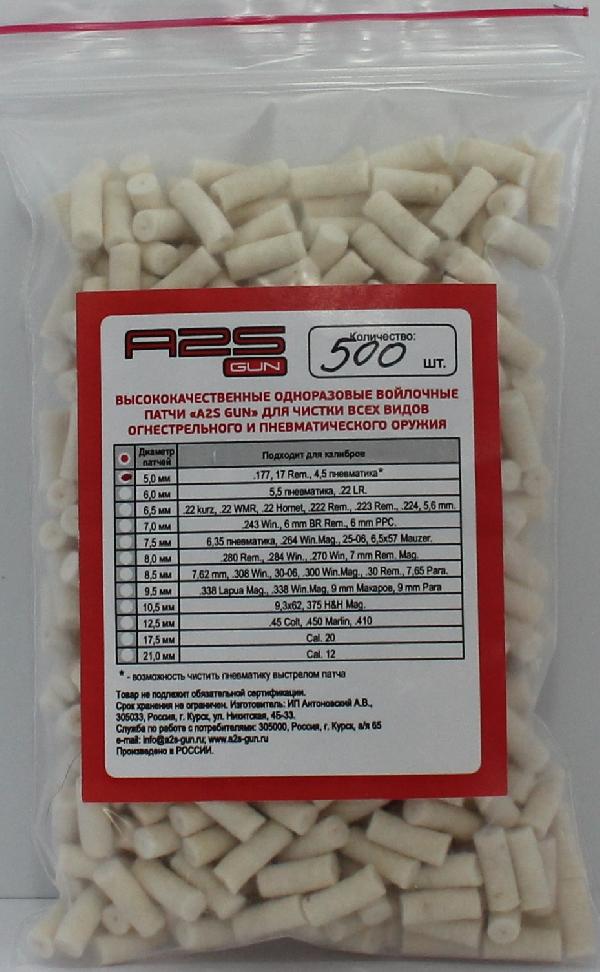 A2S
GUN
Количество:
500 шт.
ВЫСОКОКАЧЕСТВЕННЫЕ ОДНОРАЗОВЫЕ ВОЙЛОЧНЫЕ
ПАТЧИ «A2S GUN» ДЛЯ ЧИСТКИ ВСЕХ ВИДОВ
ОГНЕСТРЕЛЬНОГО И ПНЕВМАТИЧЕСКОГО ОРУЖИЯ
Диаметр патчей Подходит для калибров
5,0 мм .177, 17 Rem., 4,5 пневматика*
6,0 мм 5,5 пневматика, .22 LR.
6,5 мм .22 kurz, .22 WMR, .22 Hornet, .222 Rem., .223 Rem., .224, 5,6 mm.
7,0 мм .243 Win., 6 mm BR Rem., 6 mm PPC.
7,5 мм 6,35 пневматика, .264 Win.Mag., 25-06, 6,5x57 Mauzer.
8,0 мм .280 Rem., .284 Win., .270 Win, 7 mm Rem. Mag.
8,5 мм 7,62 mm, .308 Win., 30-06, .300 Win.Mag., .30 Rem., 7,65 Para.
9,5 мм .338 Lapua Mag., .338 Win.Mag, 9 mm Макаров, 9 mm Para
10,5 мм 9,3x62, 375 H&H Mag.
12,5 мм .45 Colt, .450 Marlin, .410
17,5 мм Cal. 20
21,0 мм Cal. 12
* - возможность чистить пневматику выстрелом патча
Товар не подлежит обязательной сертификации.
Срок хранения не ограничен. Изготовитель: ИП Антоновский А.В.,
305033, Россия, г. Курск, ул. Никитская, 45-33.
Служба по работе с потребителями: 305000, Россия, г. Курск, а/я 65
e-mail: info@a2s-gun.ru; www.a2s-gun.ru
Произведено в РОССИИ.